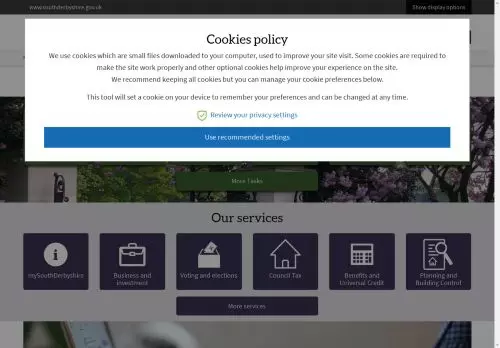 www.southderbyshire.gov.uk
Show display options
Cookies policy
We use cookies which are small files downloaded to your computer, used to improve your site visit. Some cookies are required to
make the site work properly and other optional cookies help improve your experience on the site.
We recommend keeping all cookies but you can manage your cookie preferences below.
This tool will set a cookie on your device to remember your preferences and can be changed at any time.
Review your privacy settings
Use recommended settings
More Tasks
Our services
mySouthDerbyshire
Business and
investment
Voting and elections
Council Tax
Benefits and
Universal Credit
Planning and
Building Control
More services